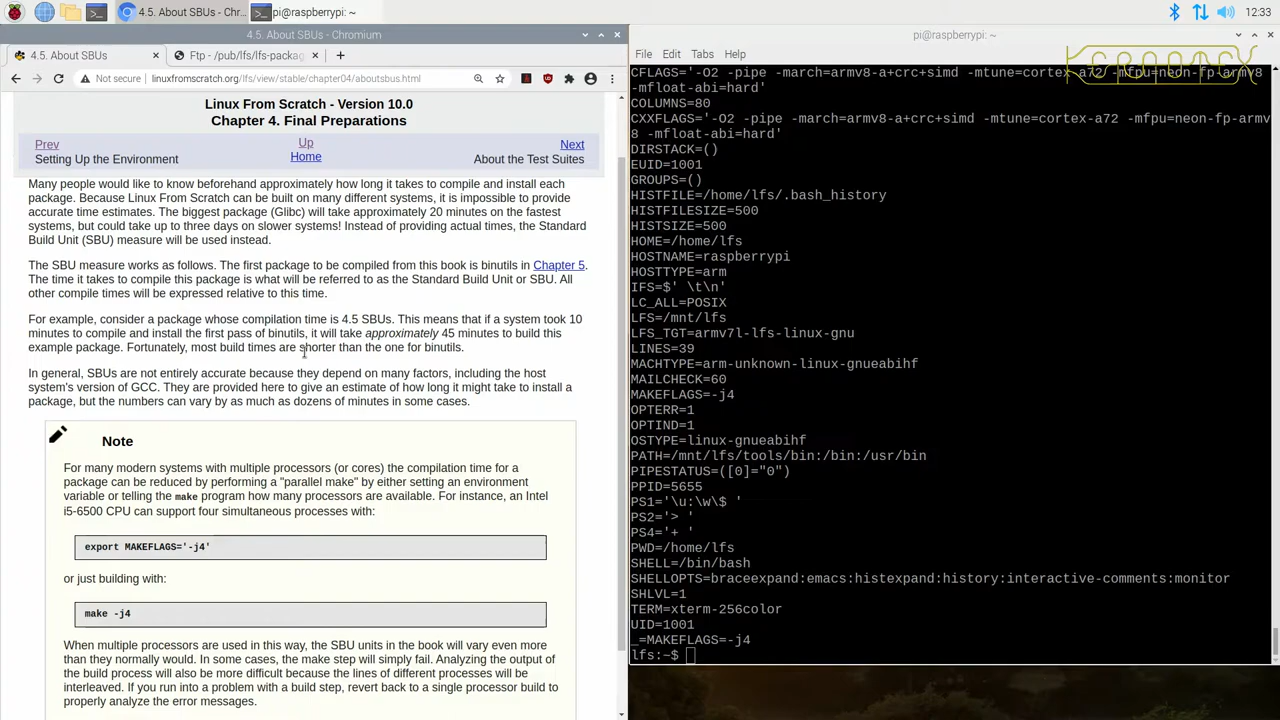 4.5. About SBUs - Chr...
pi@raspberrypi: ~
12:33
4.5. About SBUs - Chromium
4.5. About SBUs
Ftp - /pub/lfs/lfs-packag
Not secure | linuxfromscratch.org/lfs/view/stable/chapter04/aboutsbus.html
Linux From Scratch - Version 10.0
Chapter 4. Final Preparations
Prev
Up
Next
Setting Up the Environment
Home
About the Test Suites
Many people would like to know beforehand approximately how long it takes to compile and install each
package. Because Linux From Scratch can be built on many different systems, it is impossible to provide
accurate time estimates. The biggest package (Glibc) will take approximately 20 minutes on the fastest
systems, but could take up to three days on slower systems! Instead of providing actual times, the Standard
Build Unit (SBU) measure will be used instead.
The SBU measure works as follows. The first package to be compiled from this book is binutils in Chapter 5.
The time it takes to compile this package is what will be referred to as the Standard Build Unit or SBU. All
other compile times will be expressed relative to this time.
For example, consider a package whose compilation time is 4.5 SBUs. This means that if a system took 10
minutes to compile and install the first pass of binutils, it will take approximately 45 minutes to build this
example package. Fortunately, most build times are shorter than the one for binutils.
In general, SBUs are not entirely accurate because they depend on many factors, including the host
system's version of GCC. They are provided here to give an estimate of how long it might take to install a
package, but the numbers can vary by as much as dozens of minutes in some cases.
Note
For many modern systems with multiple processors (or cores) the compilation time for a
package can be reduced by performing a "parallel make" by either setting an environment
variable or telling the make program how many processors are available. For instance, an Intel
i5-6500 CPU can support four simultaneous processes with:
export MAKEFLAGS='-j4'
or just building with:
make -j4
When multiple processors are used in this way, the SBU units in the book will vary even more
than they normally would. In some cases, the make step will simply fail. Analyzing the output of
the build process will also be more difficult because the lines of different processes will be
interleaved. If you run into a problem with a build step, revert back to a single processor build to
properly analyze the error messages.
pi@raspberrypi: ~
File Edit Tabs Help
CFLAGS='-O2 -pipe -march=armv8-a+crc+simd -mtune=cortex-a72 -mfpu=neon-fp-armv8
-mfloat-abi=hard'
COLUMNS=80
CXXFLAGS='-O2 -pipe -march=armv8-a+crc+simd -mtune=cortex-a72 -mfpu=neon-fp-armv
8 -mfloat-abi=hard'
DIRSTACK=()
EUID=1001
GROUPS=()
HISTFILE=/home/lfs/.bash_history
HISTFILESIZE=500
HISTSIZE=500
HOME=/home/lfs
HOSTNAME=raspberrypi
HOSTTYPE=arm
IFS=$' \t\n'
LC_ALL=POSIX
LFS=/mnt/lfs
LFS_TGT=armv7l-lfs-linux-gnu
LINES=39
MACHTYPE=arm-unknown-linux-gnueabihf
MAILCHECK=60
MAKEFLAGS=-j4
OPTERR=1
OPTIND=1
OSTYPE=linux-gnueabihf
PATH=/mnt/lfs/tools/bin:/bin:/usr/bin
PIPESTATUS=([0]="0")
PPID=5655
PS1='\u:\w\$ '
PS2='> '
PS4='+ '
PWD=/home/lfs
SHELL=/bin/bash
SHELLOPTS=braceexpand:emacs:histexpand:history:interactive-comments:monitor
SHLVL=1
TERM=xterm-256color
UID=1001
_=MAKEFLAGS=-j4
lfs:~$